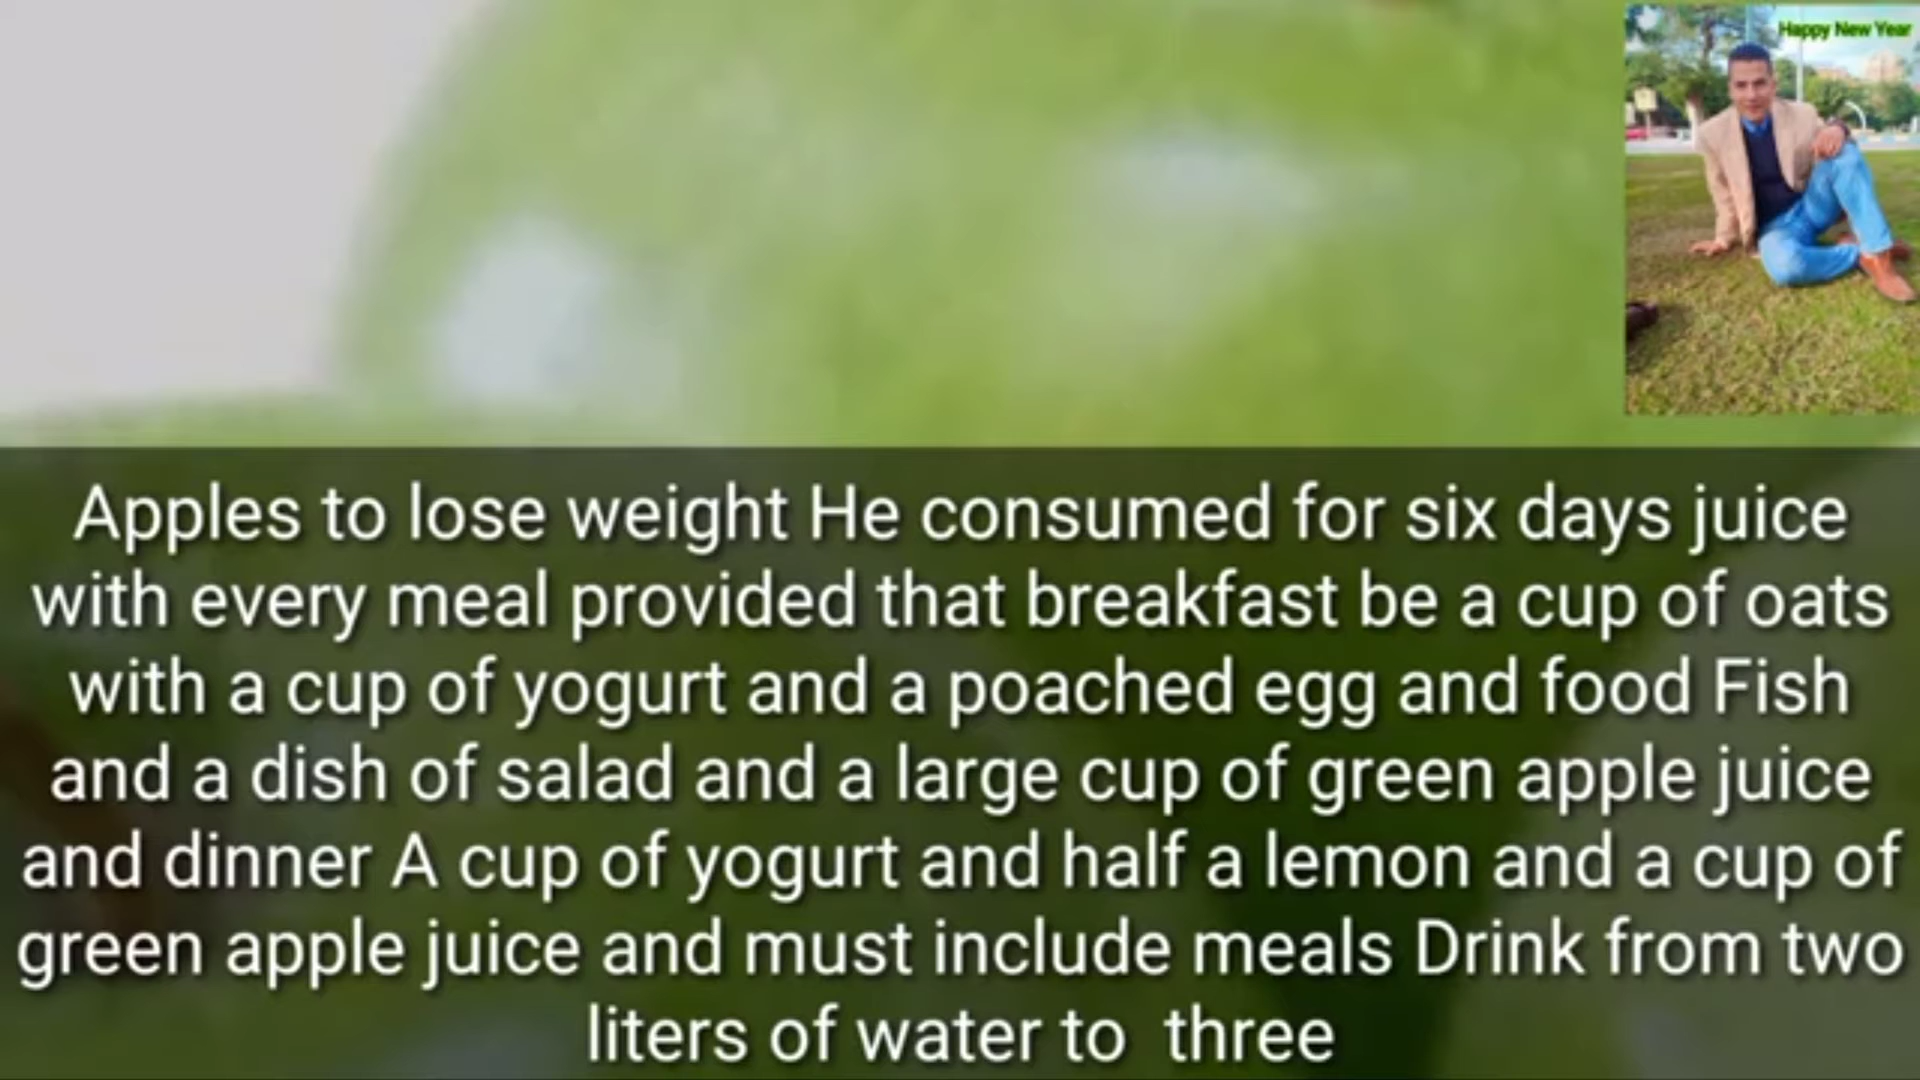 Happy New Year
Apples to lose weight He consumed for six days juice
with every meal provided that breakfast be a cup of oats
with a cup of yogurt and a poached egg and food Fish
and a dish of salad and a large cup of green apple juice
and dinner A cup of yogurt and half a lemon and a cup of
green apple juice and must include meals Drink from two
liters of water to  three